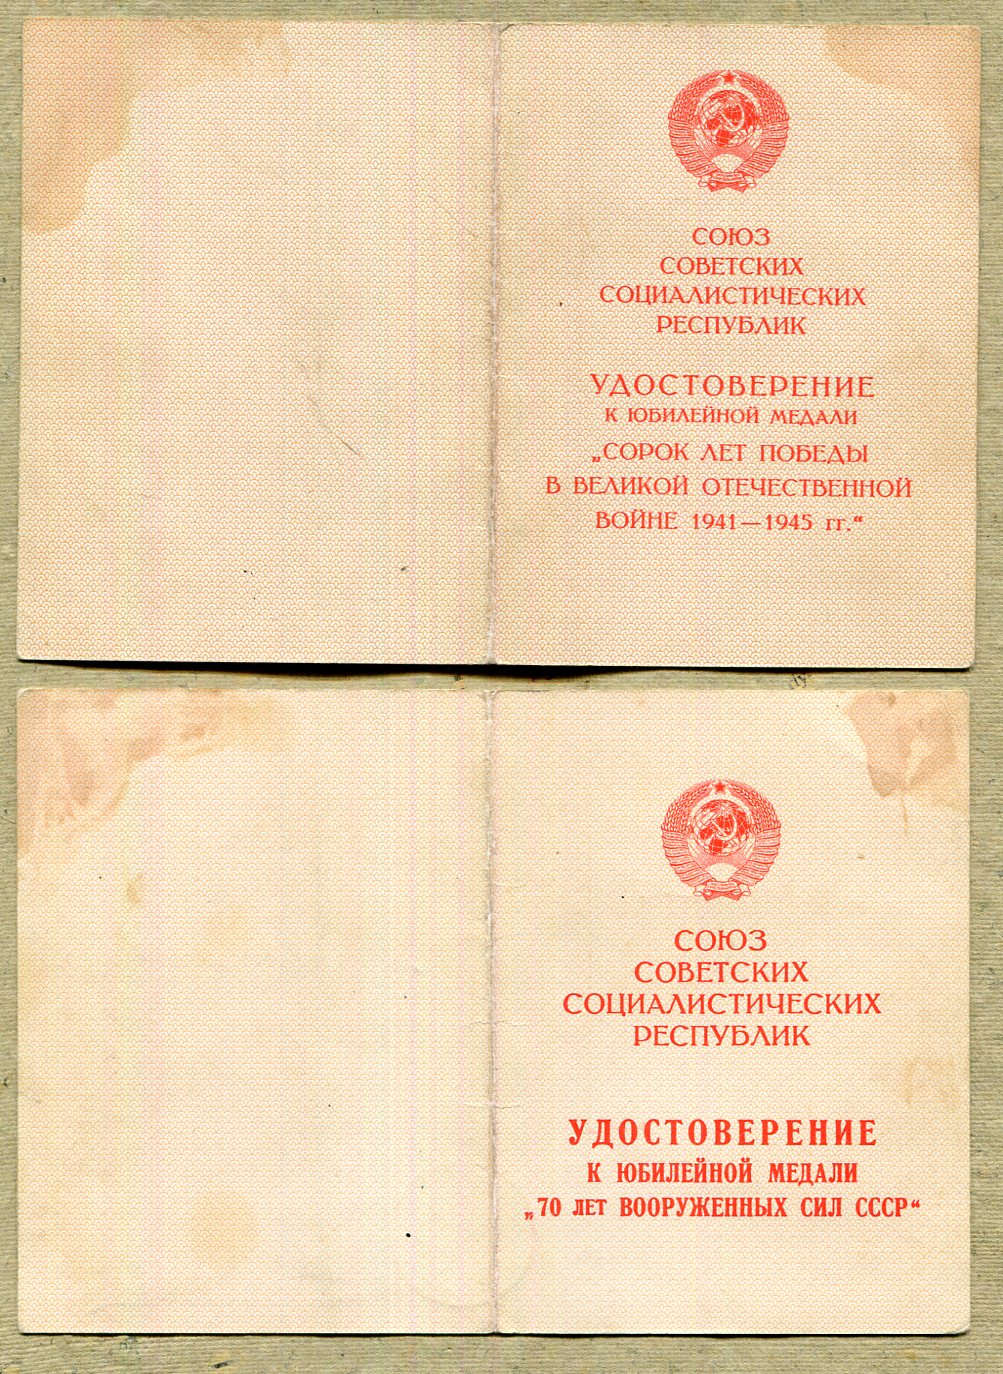 СОЮЗ
СОВЕТСКИХ
СОЦИАЛИСТИЧЕСКИХ
РЕСПУБЛИК
УДОСТОВЕРЕНИЕ
К ЮБИЛЕЙНОЙ МЕДАЛИ
„СОРОК ЛЕТ ПОБЕДЫ
В ВЕЛИКОЙ ОТЕЧЕСТВЕННОЙ
ВОЙНЕ 1941—1945 гг.“
СОЮЗ
СОВЕТСКИХ
СОЦИАЛИСТИЧЕСКИХ
РЕСПУБЛИК
УДОСТОВЕРЕНИЕ
К ЮБИЛЕЙНОЙ МЕДАЛИ
„70 ЛЕТ ВООРУЖЕННЫХ СИЛ СССР“